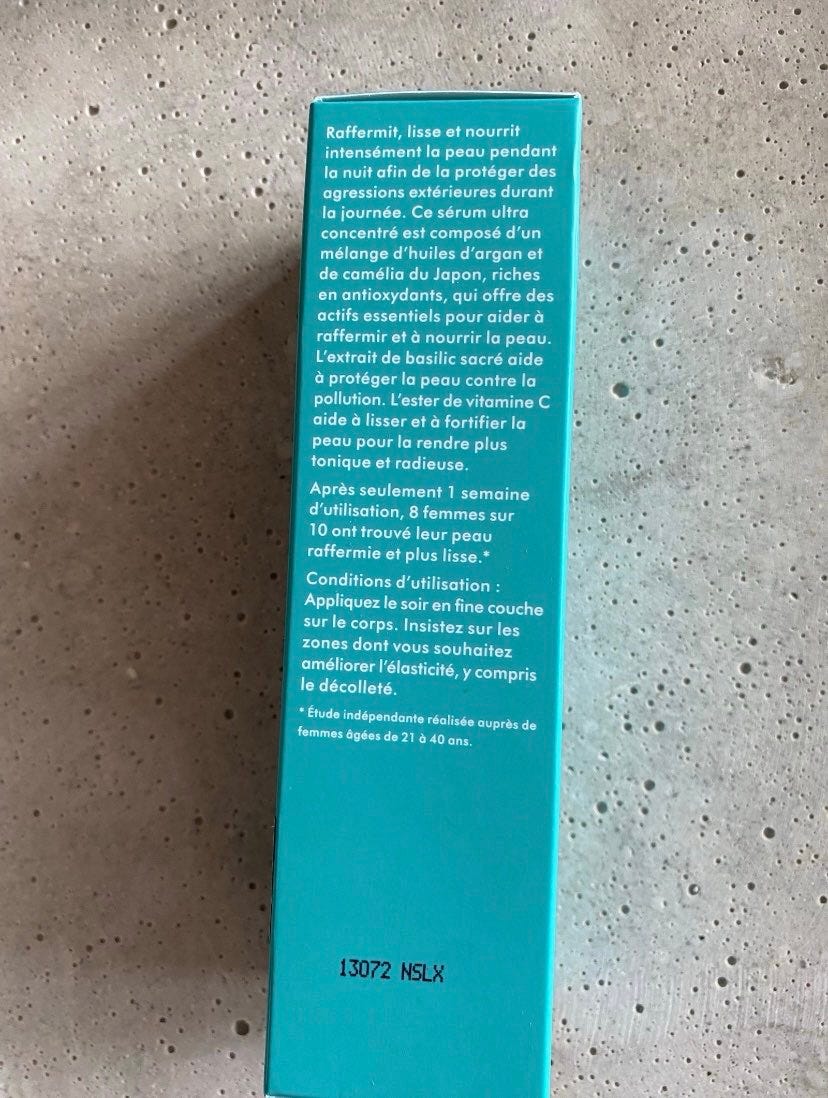 Raffermit, lisse et nourrit
intensément la peau pendant
la nuit afin de la protéger des
agressions extérieures durant
la journée. Ce sérum ultra
concentré est composé d'un
mélange d'huiles d'argan et
de camélia du Japon, riches
en antioxydants, qui offre des
actifs essentiels pour aider à
raffermir et à nourrir la peau.
L'extrait de basilic sacré aide
à protéger la peau contre la
pollution. L'ester de vitamine C
aide à lisser et à fortifier la
peau pour la rendre plus
tonique et radieuse.
Après seulement 1 semaine
d'utilisation, 8 femmes sur
10 ont trouvé leur peau
raffermie et plus lisse.*
Conditions d'utilisation :
Appliquez le soir en fine couche
sur le corps. Insistez sur les
zones dont vous souhaitez
améliorer l'élasticité, y compris
le décolleté.
* Étude indépendante réalisée auprès de
femmes âgées de 21 à 40 ans.
13072 NSLX